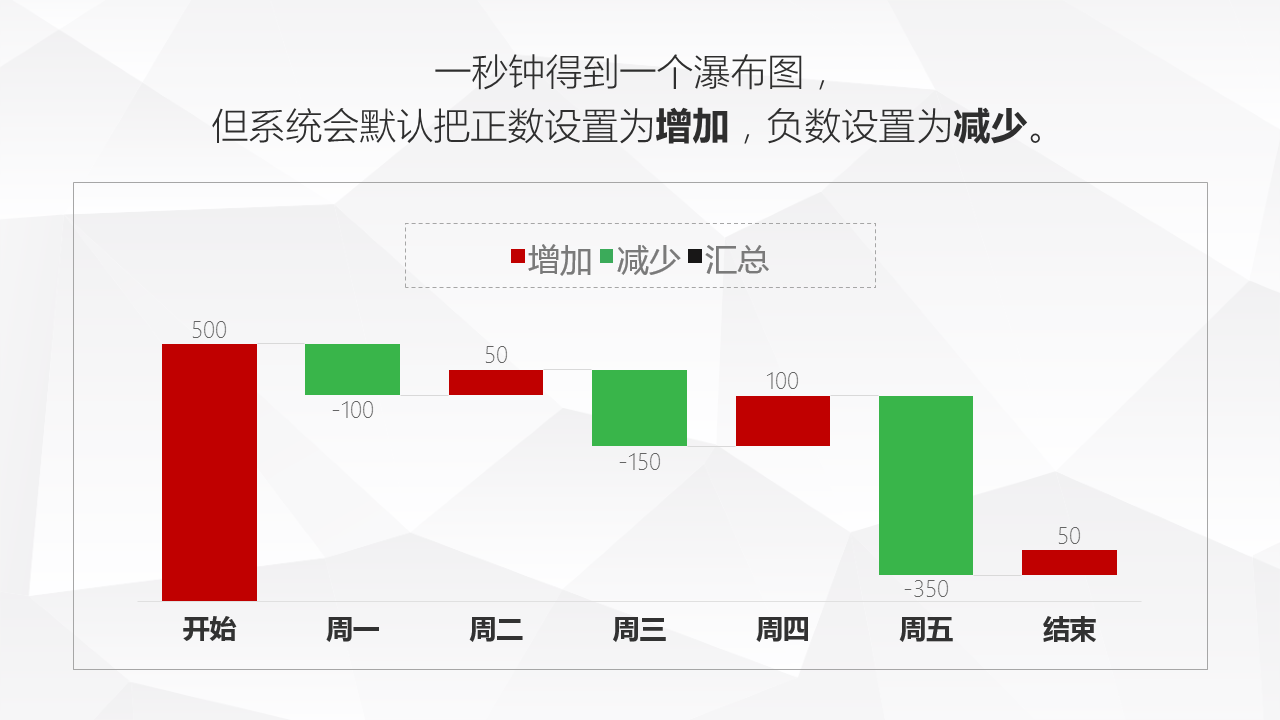 一秒钟得到一个瀑布图，
但系统会默认把正数设置为增加，负数设置为减少。
增加 减少 汇总
500
50
100
-100
-150
50
-350
开始 周一 周二 周三 周四 周五 结束